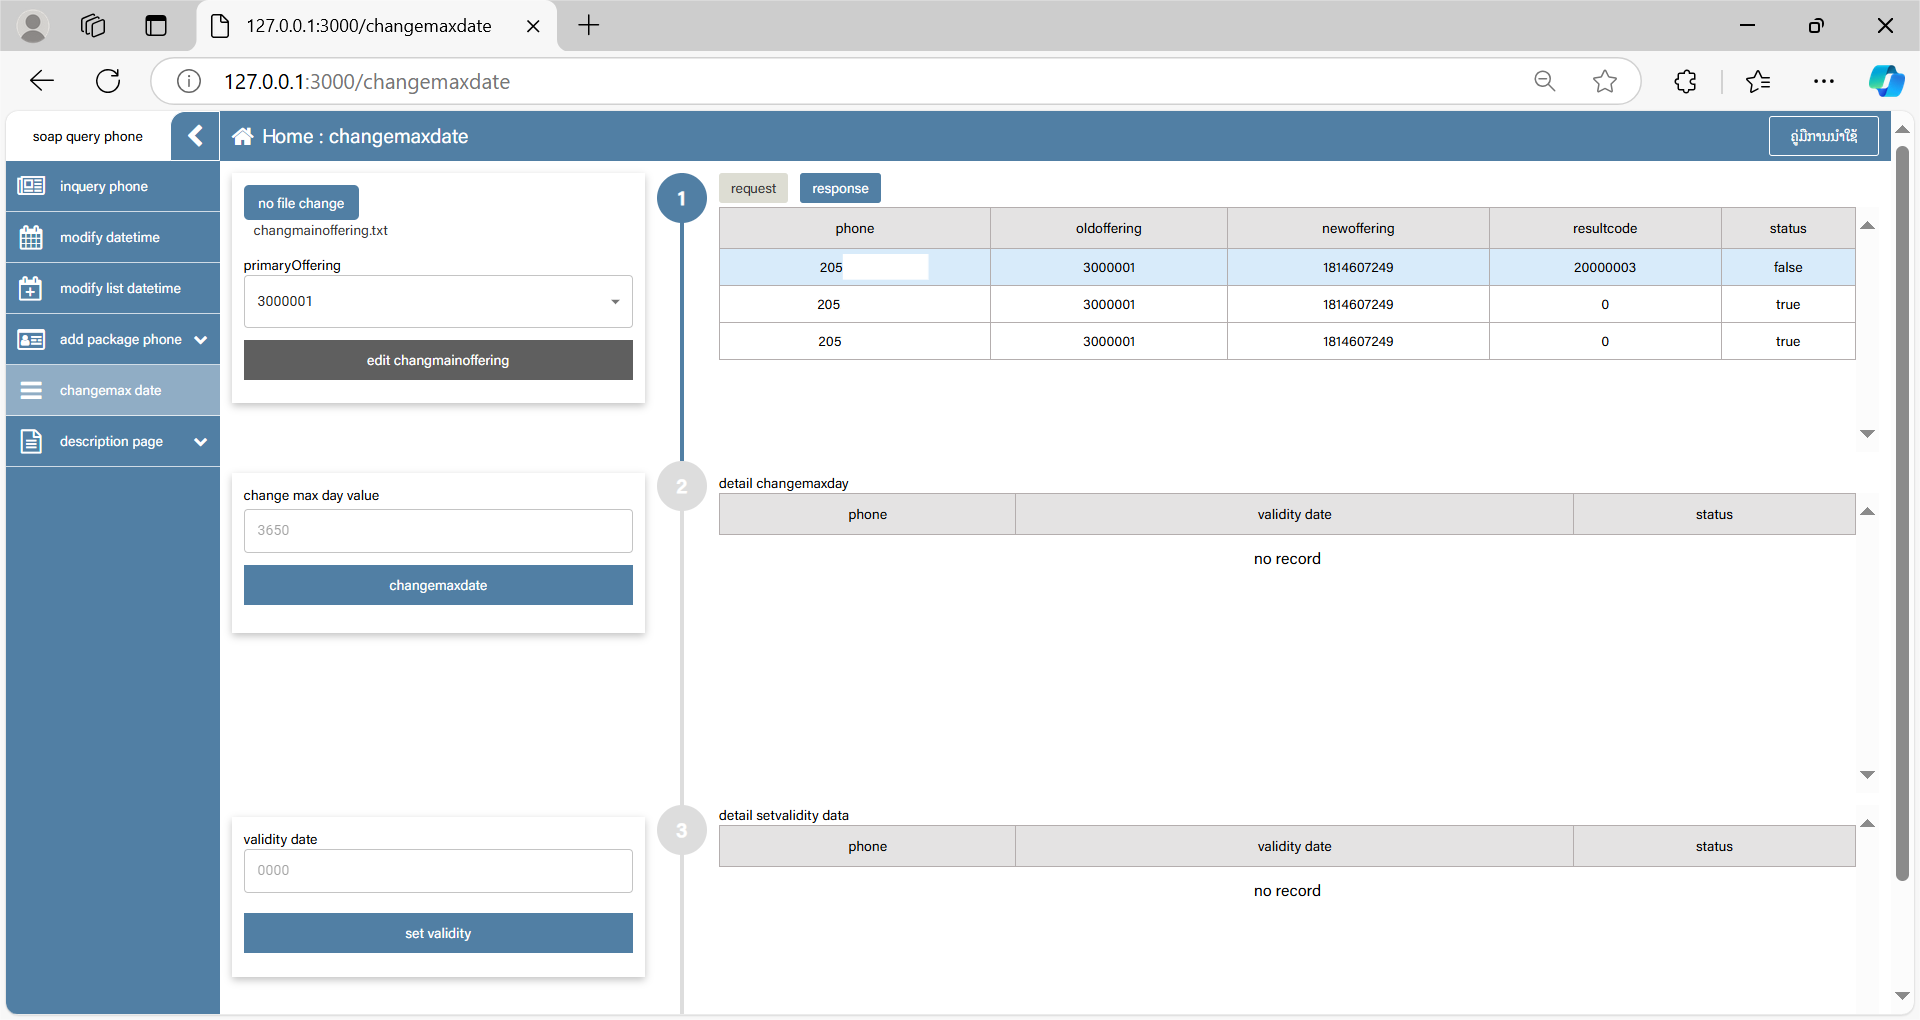 127.0.0.1:3000/changemaxdate
127.0.0.1:3000/changemaxdate
soap query phone
Home : changemaxdate
ຄູ່ມືການນຳໃຊ້
inquery phone
modify datetime
modify list datetime
add package phone
changemax date
description page
no file change
changmainoffering.txt
primaryOffering
3000001
edit changmainoffering
1
request response
phone oldoffering newoffering resultcode status
205 3000001 1814607249 20000003 false
205 3000001 1814607249 0 true
205 3000001 1814607249 0 true
change max day value
3650
changemaxdate
2
detail changemaxday
phone validity date status
no record
validity date
0000
set validity
3
detail setvalidity data
phone validity date status
no record